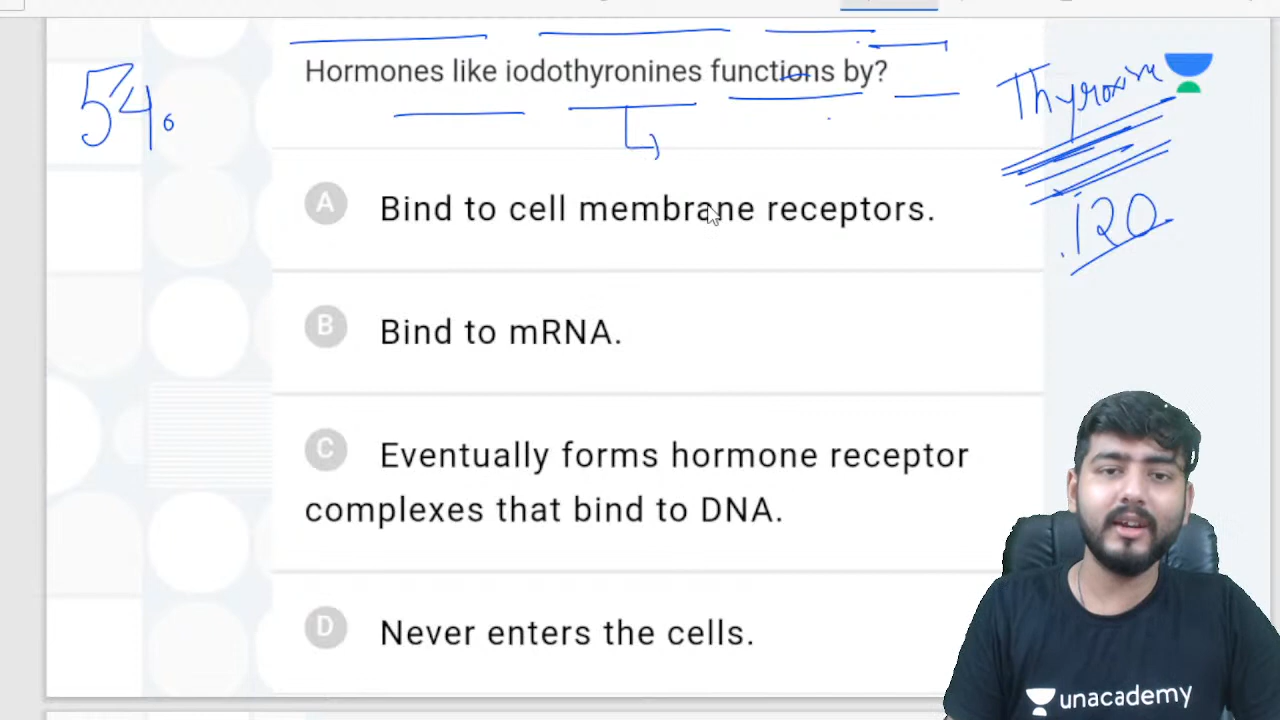 54.
Hormones like iodothyronines functions by?
Thyroxine
120
A Bind to cell membrane receptors.
B Bind to mRNA.
C Eventually forms hormone receptor
complexes that bind to DNA.
D Never enters the cells.
unacademy